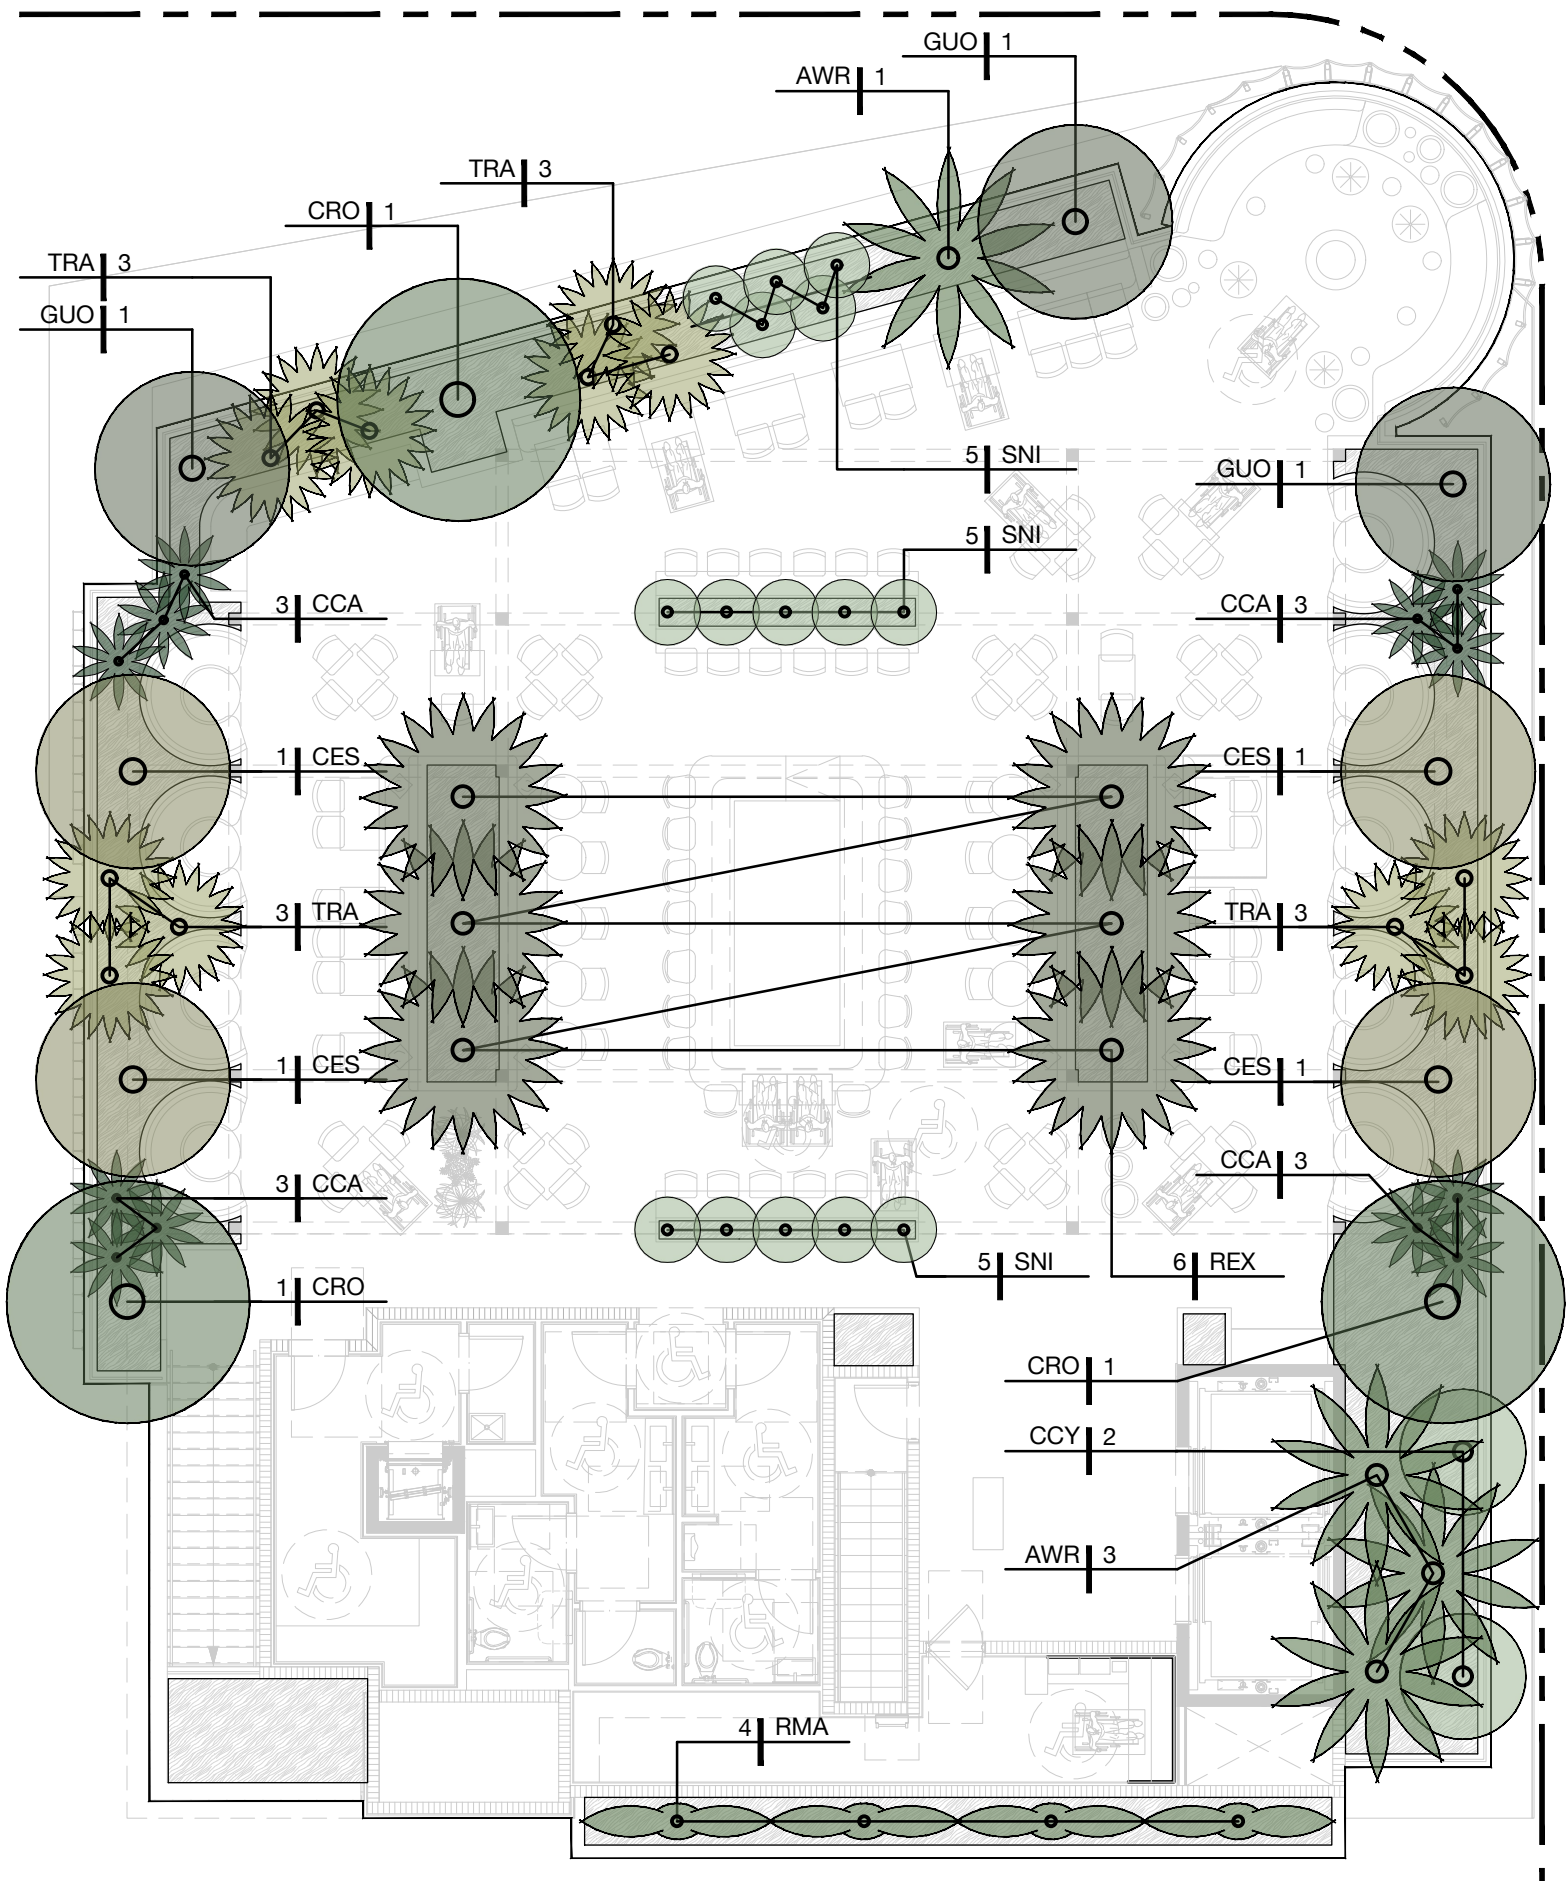 GUO 1
AWR 1
TRA 3
CRO 1
TRA 3
GUO 1
5 SNI
GUO 1
5 SNI
3 CCA
CCA 3
1 CES
CES 1
3 TRA
TRA 3
1 CES
CES 1
CCA 3
3 CCA
5 SNI
6 REX
1 CRO
CRO 1
CCY 2
AWR 3
4 RMA